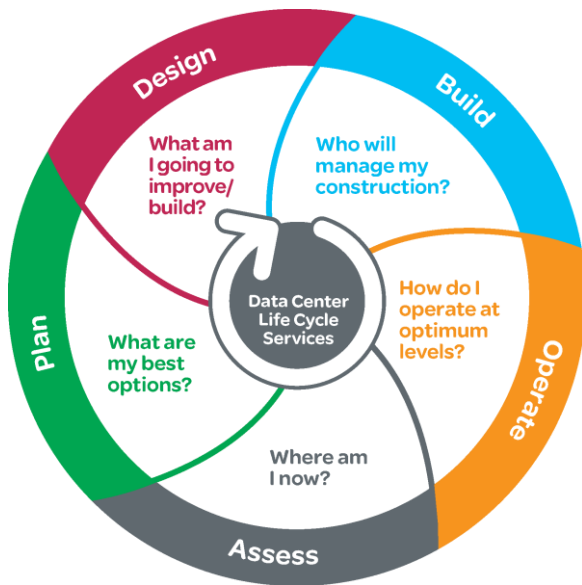 Design
What am
I going to
improve/
build?
Build
Who will
manage my
construction?
Operate
How do I
operate at
optimum
levels?
Assess
Where am
I now?
Plan
What are
my best
options?
Data Center
Life Cycle
Services